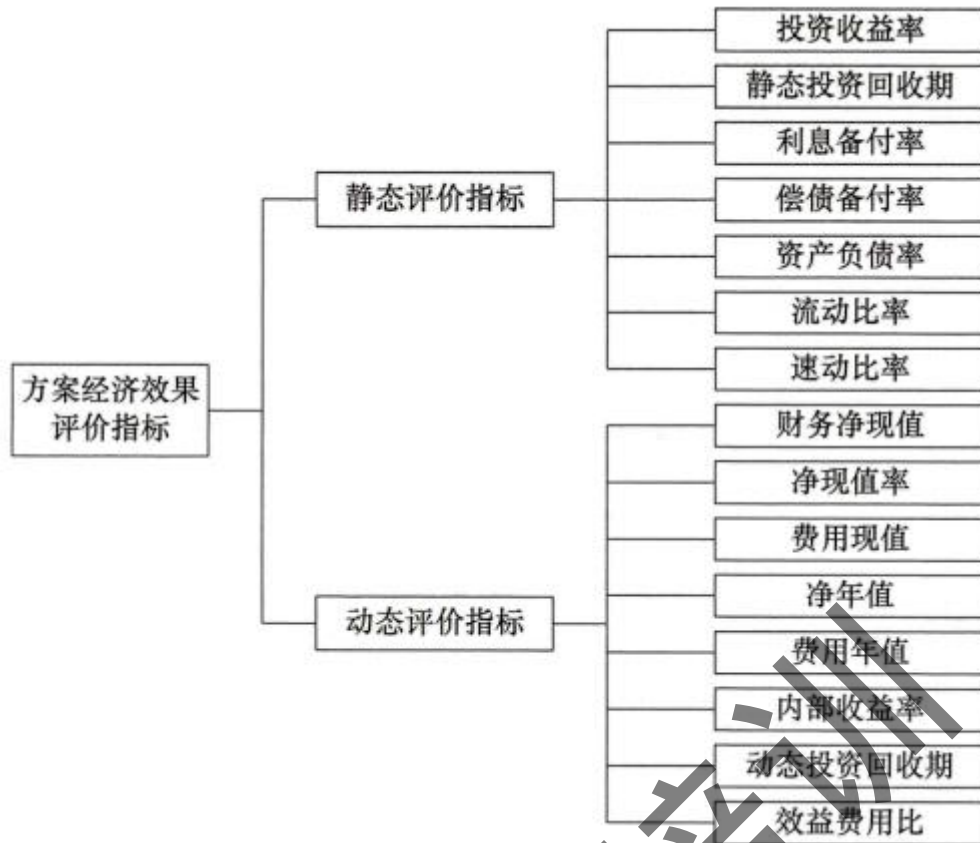 投资收益率
静态投资回收期
利息备付率
静态评价指标
偿债备付率
资产负债率
流动比率
速动比率
方案经济效果
评价指标
财务净现值
净现值率
费用现值
净年值
动态评价指标
费用年值
内部收益率
动态投资回收期
效益费用比
培训